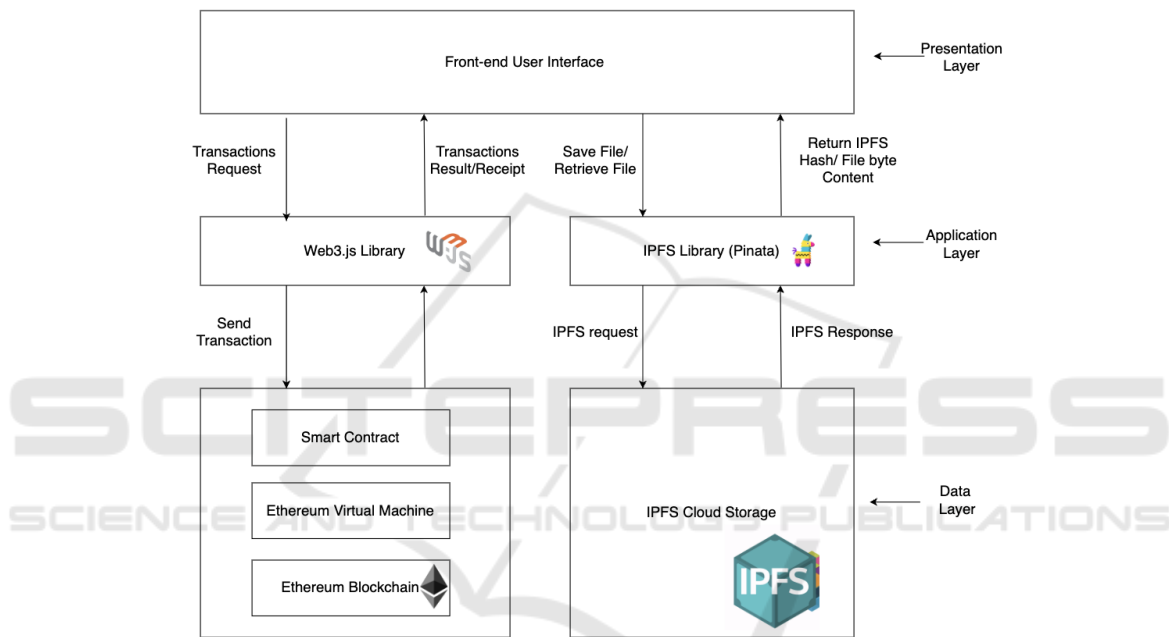 Front-end User Interface
Presentation
Layer
Transactions
Request
Transactions
Result/Receipt
Save File/
Retrieve File
Return IPFS
Hash/ File byte
Content
Web3.js Library
W3JS
IPFS Library (Pinata)
Application
Layer
Send
Transaction
IPFS request
IPFS Response
SCITEPRESS
SCIENCE AND TECHNOLOGY PUBLICATIONS
Smart Contract
Ethereum Virtual Machine
Ethereum Blockchain
IPFS Cloud Storage
IPFS
Data
Layer